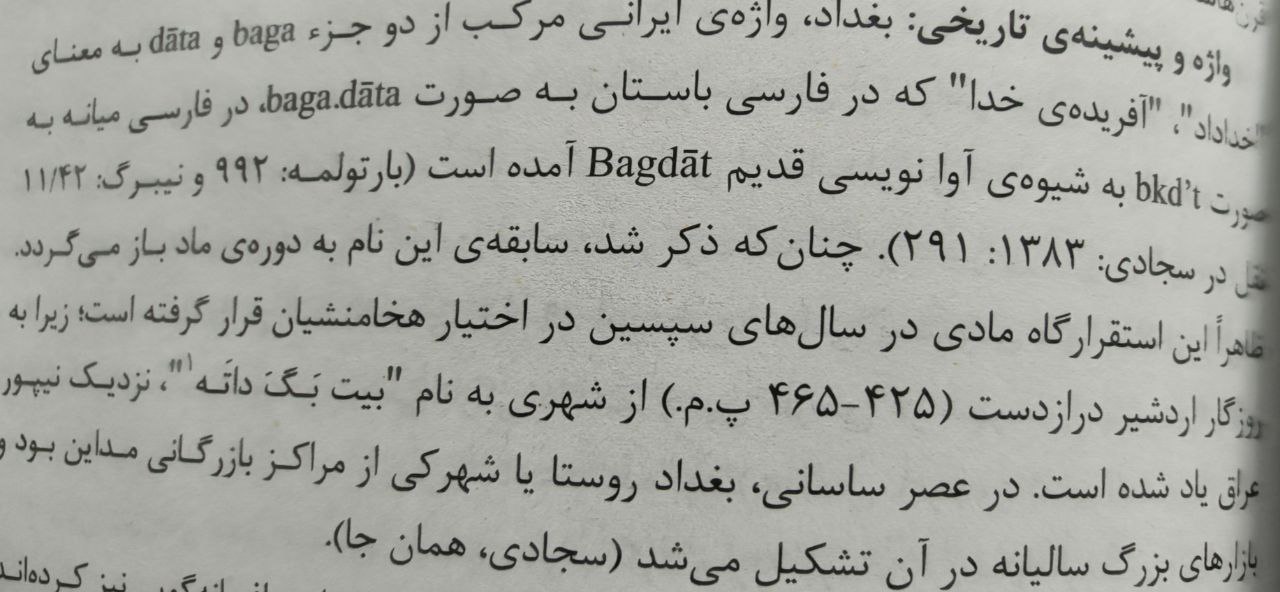 قرن‌ها
واژه و پیشینه‌ی تاریخی: بغداد، واژه‌ی ایرانی مرکب از دو جزء baga و dāta به معنای
"خداداد"، "آفریده‌ی خدا" که در فارسی باستان به صورت baga.dāta، در فارسی میانه به
صورت bkd't به شیوه‌ی آوا نویسی قدیم Bagdāt آمده است (بارتولمه: ۹۹۲ و نیبرگ: ۱۱/۴۲
نقل در سجادی: ۱۳۸۳: ۲۹۱). چنان‌که ذکر شد، سابقه‌ی این نام به دوره‌ی ماد باز می‌گردد.
ظاهراً این استقرارگاه مادی در سال‌های سپسین در اختیار هخامنشیان قرار گرفته است؛ زیرا به
روزگار اردشیر درازدست (۴۲۵-۴۶۵ پ.م.) از شهری به نام "بیت بَگَ داتَه۱"، نزدیک نیپور
عراق یاد شده است. در عصر ساسانی، بغداد روستا یا شهرکی از مراکز بازرگانی مداین بود و
بازارهای بزرگ سالیانه در آن تشکیل می‌شد (سجادی، همان جا).
نیز کرده‌اند